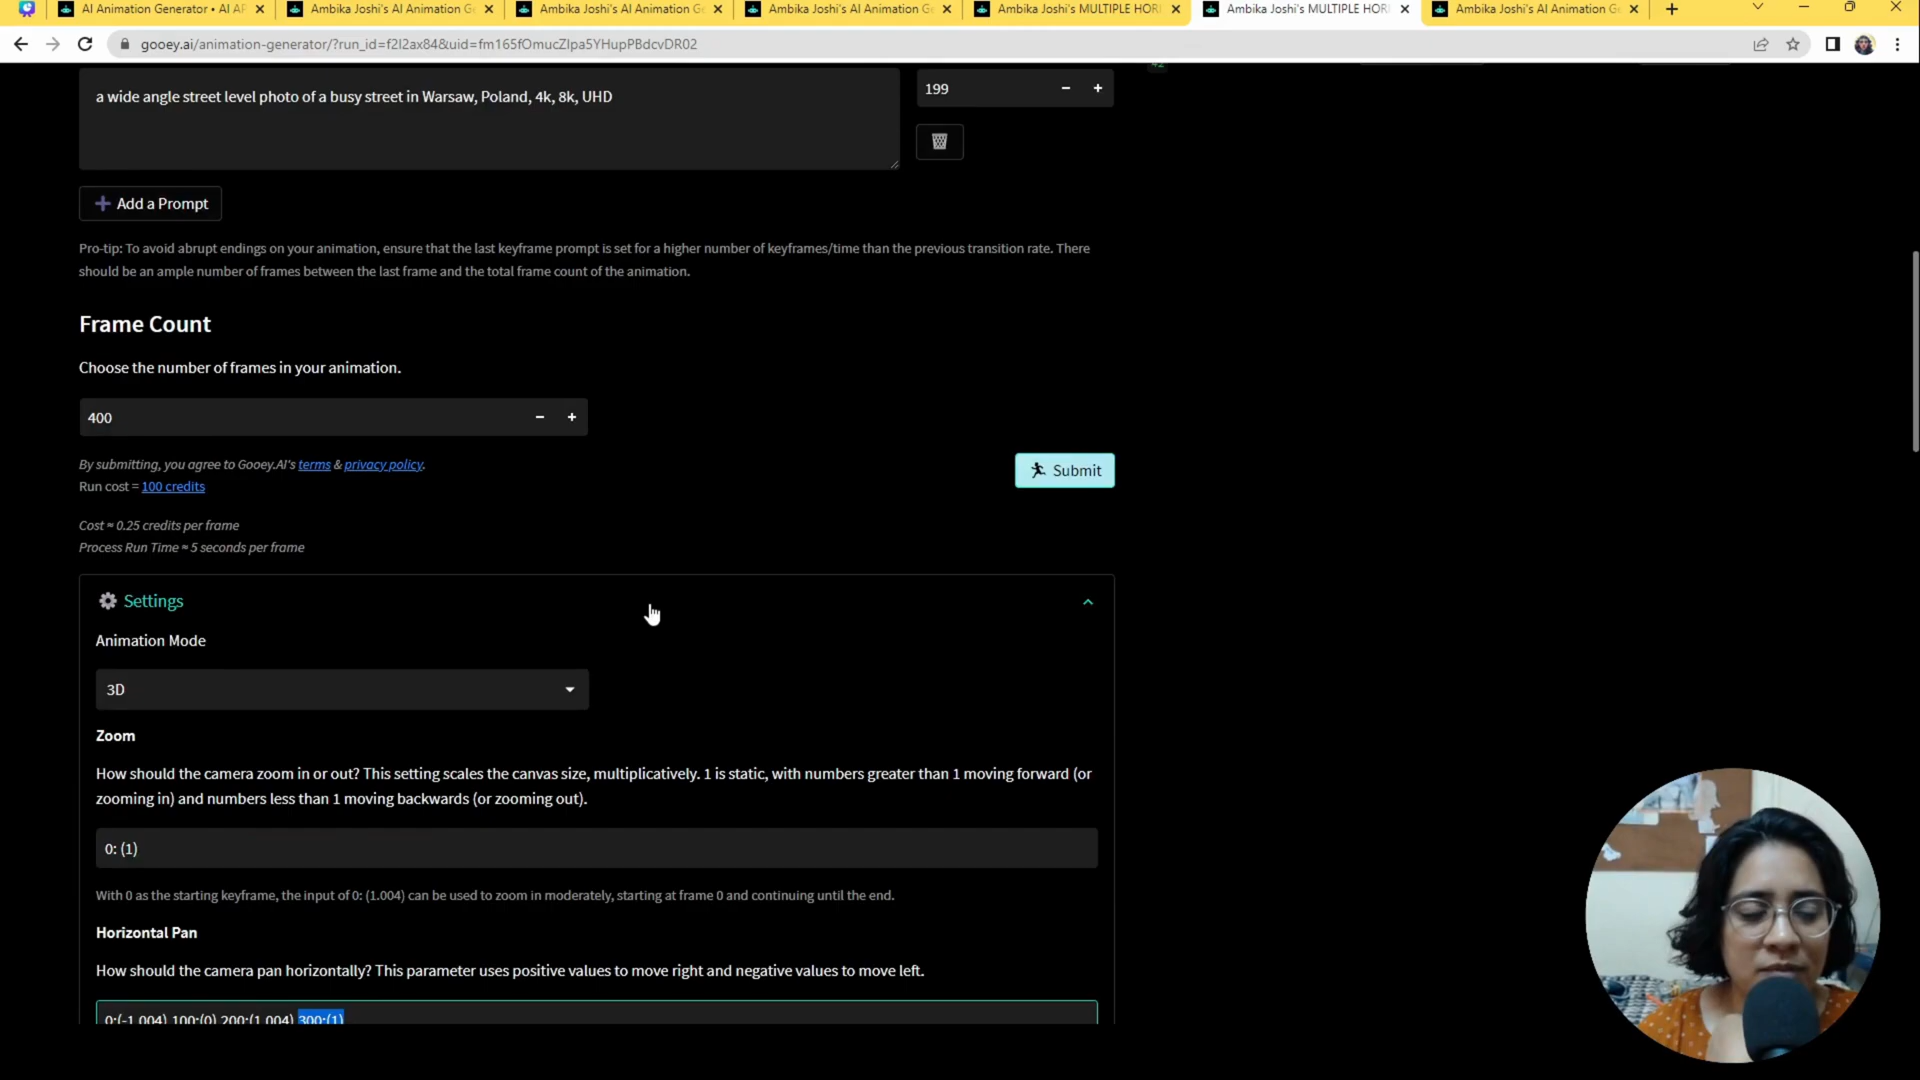 AI Animation Generator • AI AP
Ambika Joshi's AI Animation G
Ambika Joshi's AI Animation Ge
Ambika Joshi's AI Animation Ge
Ambika Joshi's MULTIPLE HORI
Ambika Joshi's MULTIPLE HOR
Ambika Joshi's AI Animation G
gooey.ai/animation-generator/?run_id=f2l2ax84&uid=fm165fOmucZIpa5YHupPBdcvDR02
a wide angle street level photo of a busy street in Warsaw, Poland, 4k, 8k, UHD
199
Add a Prompt
Pro-tip: To avoid abrupt endings on your animation, ensure that the last keyframe prompt is set for a higher number of keyframes/time than the previous transition rate. There
should be an ample number of frames between the last frame and the total frame count of the animation.
Frame Count
Choose the number of frames in your animation.
400
By submitting, you agree to Gooey.AI's terms & privacy policy.
Submit
Run cost = 100 credits
Cost ≈ 0.25 credits per frame
Process Run Time ≈ 5 seconds per frame
Settings
Animation Mode
3D
Zoom
How should the camera zoom in or out? This setting scales the canvas size, multiplicatively. 1 is static, with numbers greater than 1 moving forward (or
zooming in) and numbers less than 1 moving backwards (or zooming out).
0: (1)
With 0 as the starting keyframe, the input of 0: (1.004) can be used to zoom in moderately, starting at frame 0 and continuing until the end.
Horizontal Pan
How should the camera pan horizontally? This parameter uses positive values to move right and negative values to move left.
0:(-1.004) 100:(0) 200:(1.004) 300:(1)